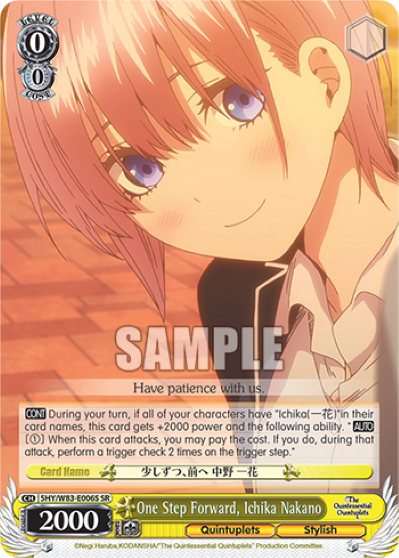 LEVEL
0
0
COST
SAMPLE
Have patience with us.
CONT During your turn, if all of your characters have "Ichika(一花)"in their
card names, this card gets +2000 power and the following ability. "AUTO
[①] When this card attacks, you may pay the cost. If you do, during that
attack, perform a trigger check 2 times on the trigger step."
Card Name 少しずつ、前へ 中野 一花
CH 5HY/W83-E006S SR
One Step Forward, Ichika Nakano
The Quintessential Quintuplets
2000
Quintuplets
Stylish
©Negi Haruba,KODANSHA/"The Quintessential Quintuplets" Production Committee.